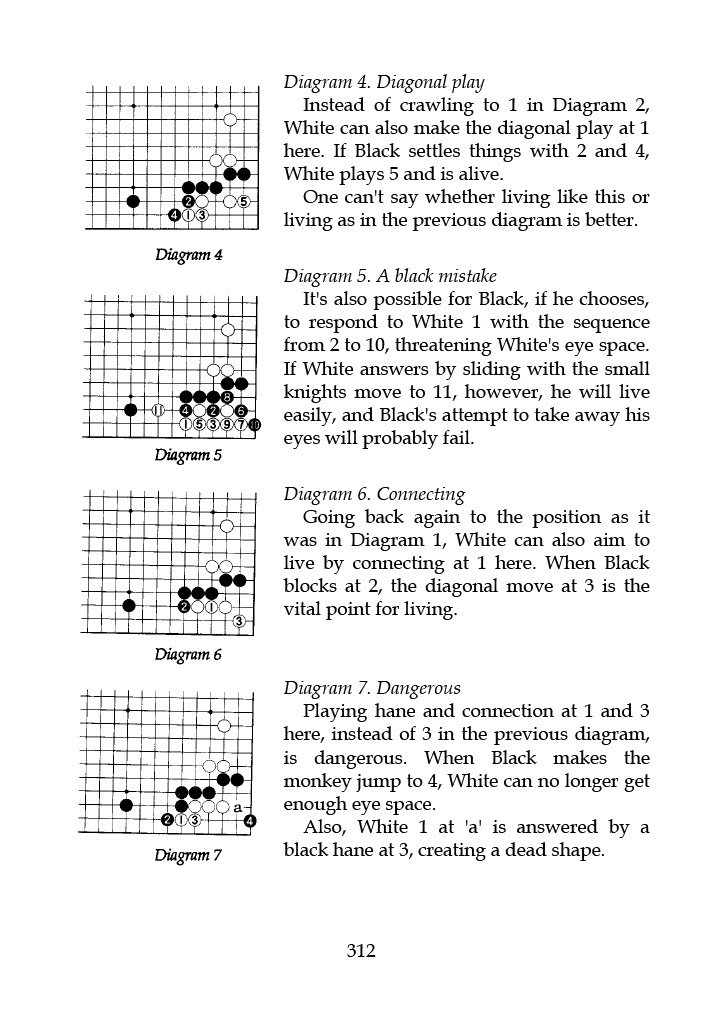 Diagram 4. Diagonal play
Instead of crawling to 1 in Diagram 2,
White can also make the diagonal play at 1
here. If Black settles things with 2 and 4,
White plays 5 and is alive.
One can't say whether living like this or
living as in the previous diagram is better.
2 5
4 1 3
Diagram 4
Diagram 5. A black mistake
It's also possible for Black, if he chooses,
to respond to White 1 with the sequence
from 2 to 10, threatening White's eye space.
If White answers by sliding with the small
knights move to 11, however, he will live
easily, and Black's attempt to take away his
eyes will probably fail.
8
11 4 2 6
1 5 3 9 7 10
Diagram 5
Diagram 6. Connecting
Going back again to the position as it
was in Diagram 1, White can also aim to
live by connecting at 1 here. When Black
blocks at 2, the diagonal move at 3 is the
vital point for living.
2 1
3
Diagram 6
Diagram 7. Dangerous
Playing hane and connection at 1 and 3
here, instead of 3 in the previous diagram,
is dangerous. When Black makes the
monkey jump to 4, White can no longer get
enough eye space.
Also, White 1 at 'a' is answered by a
black hane at 3, creating a dead shape.
a
2 1 3 4
Diagram 7
312